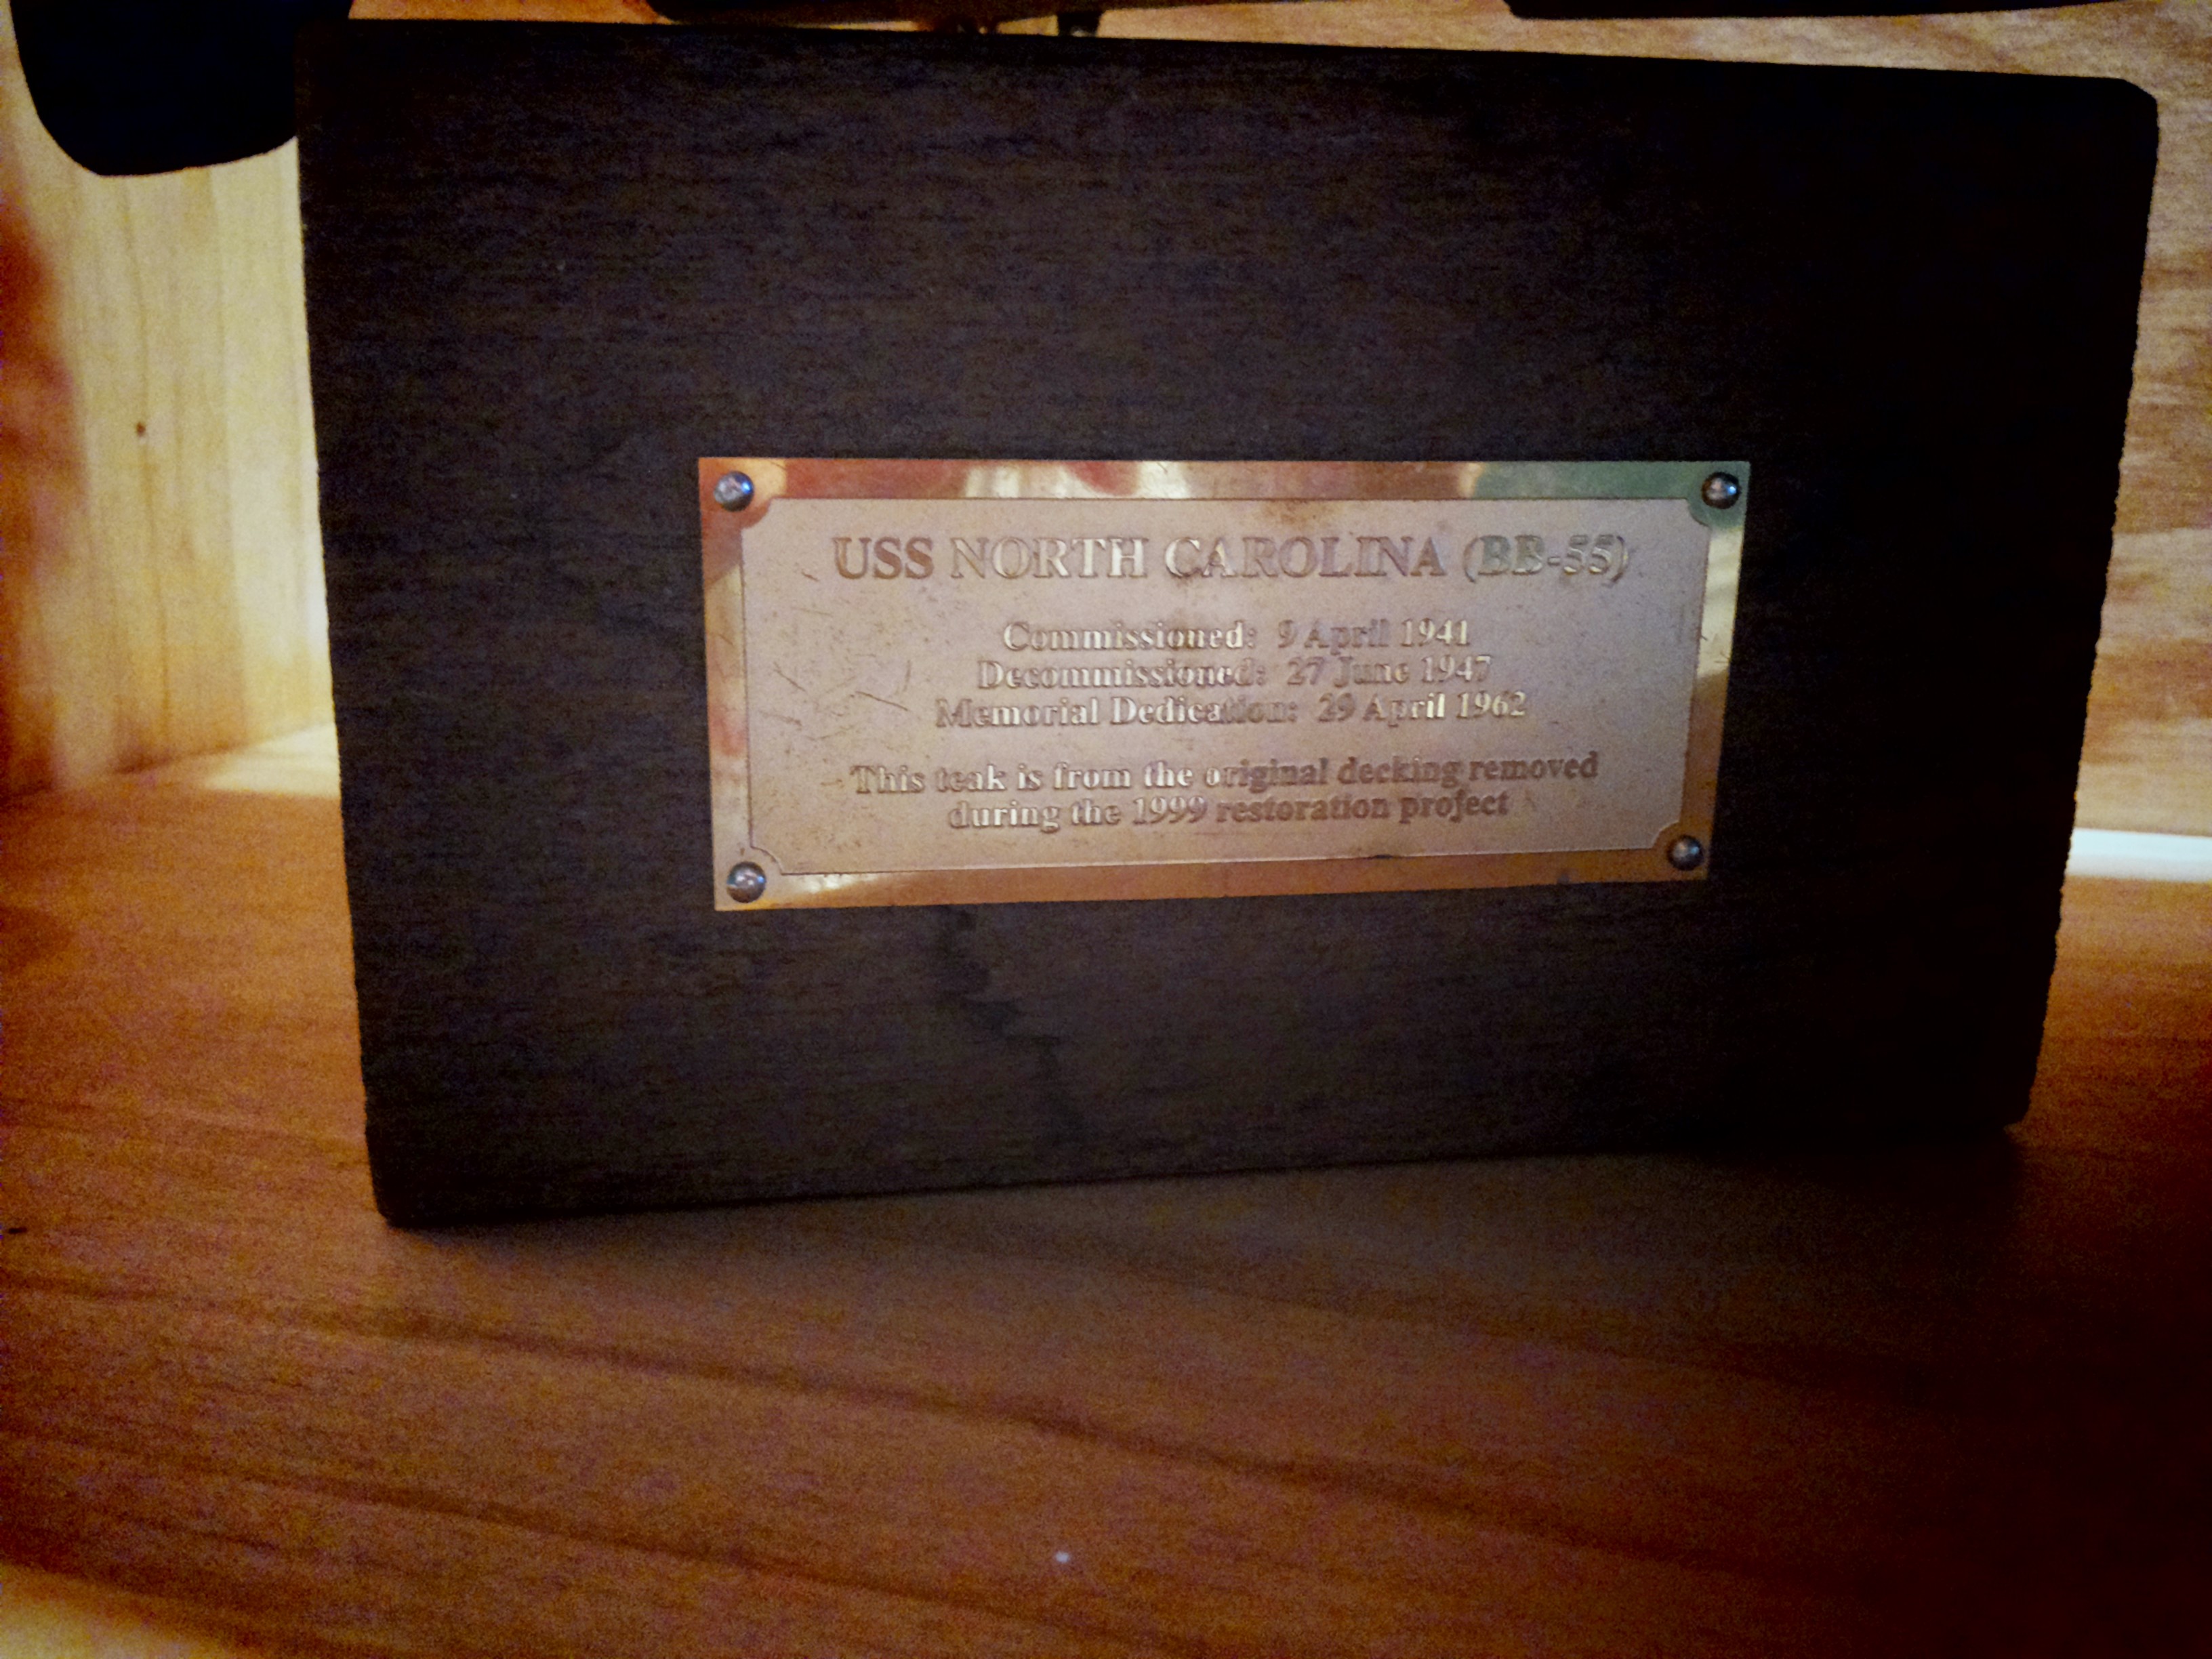 USS NORTH CAROLINA (BB-55)
Commissioned: 9 April 1941
Decommissioned: 27 June 1947
Memorial Dedication: 29 April 1962
This teak is from the original decking removed
during the 1999 restoration project